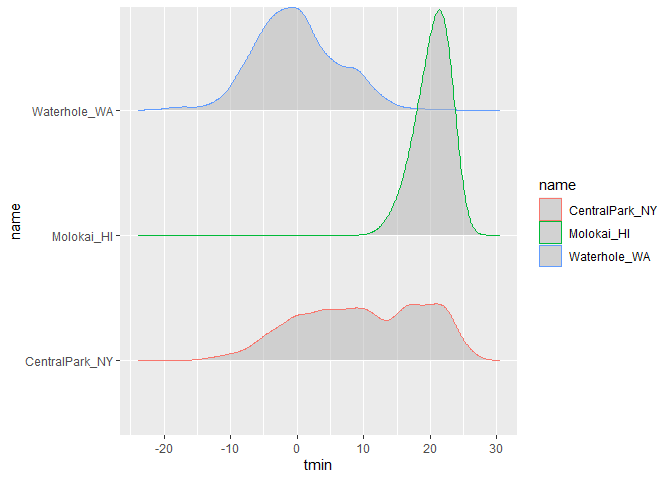 Waterhole_WA
Molokai_HI
CentralPark_NY
name
-20 -10 0 10 20 30
tmin
name
CentralPark_NY
Molokai_HI
Waterhole_WA